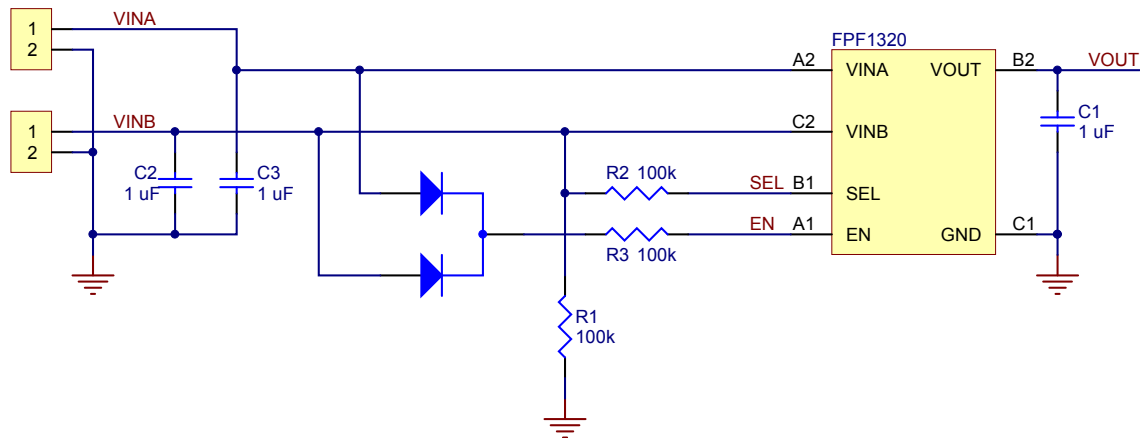 1
2
VINA
FPF1320
A2
VINA
VOUT
B2
VOUT
1
2
VINB
C2
VINB
C1
1 uF
C2
1 uF
C3
1 uF
R2 100k
SEL
B1
SEL
R3 100k
EN
A1
EN
GND
C1
R1
100k